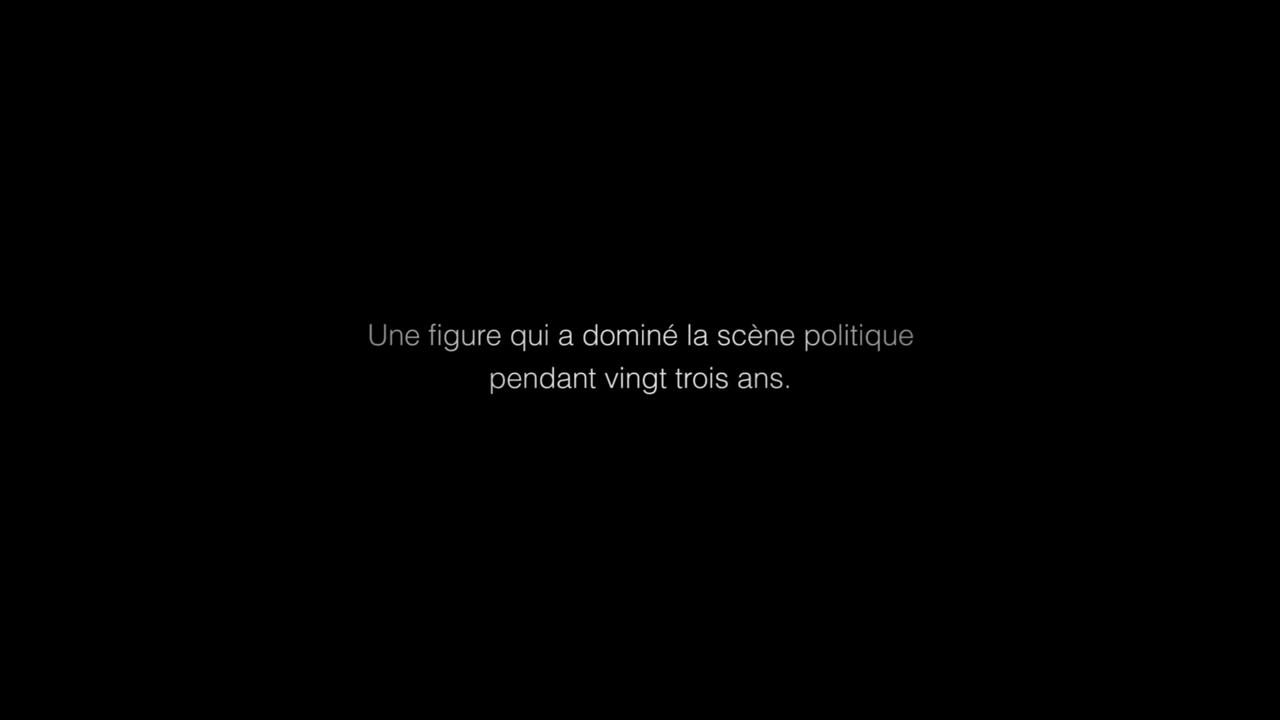 Une figure qui a dominé la scène politique
pendant vingt trois ans.